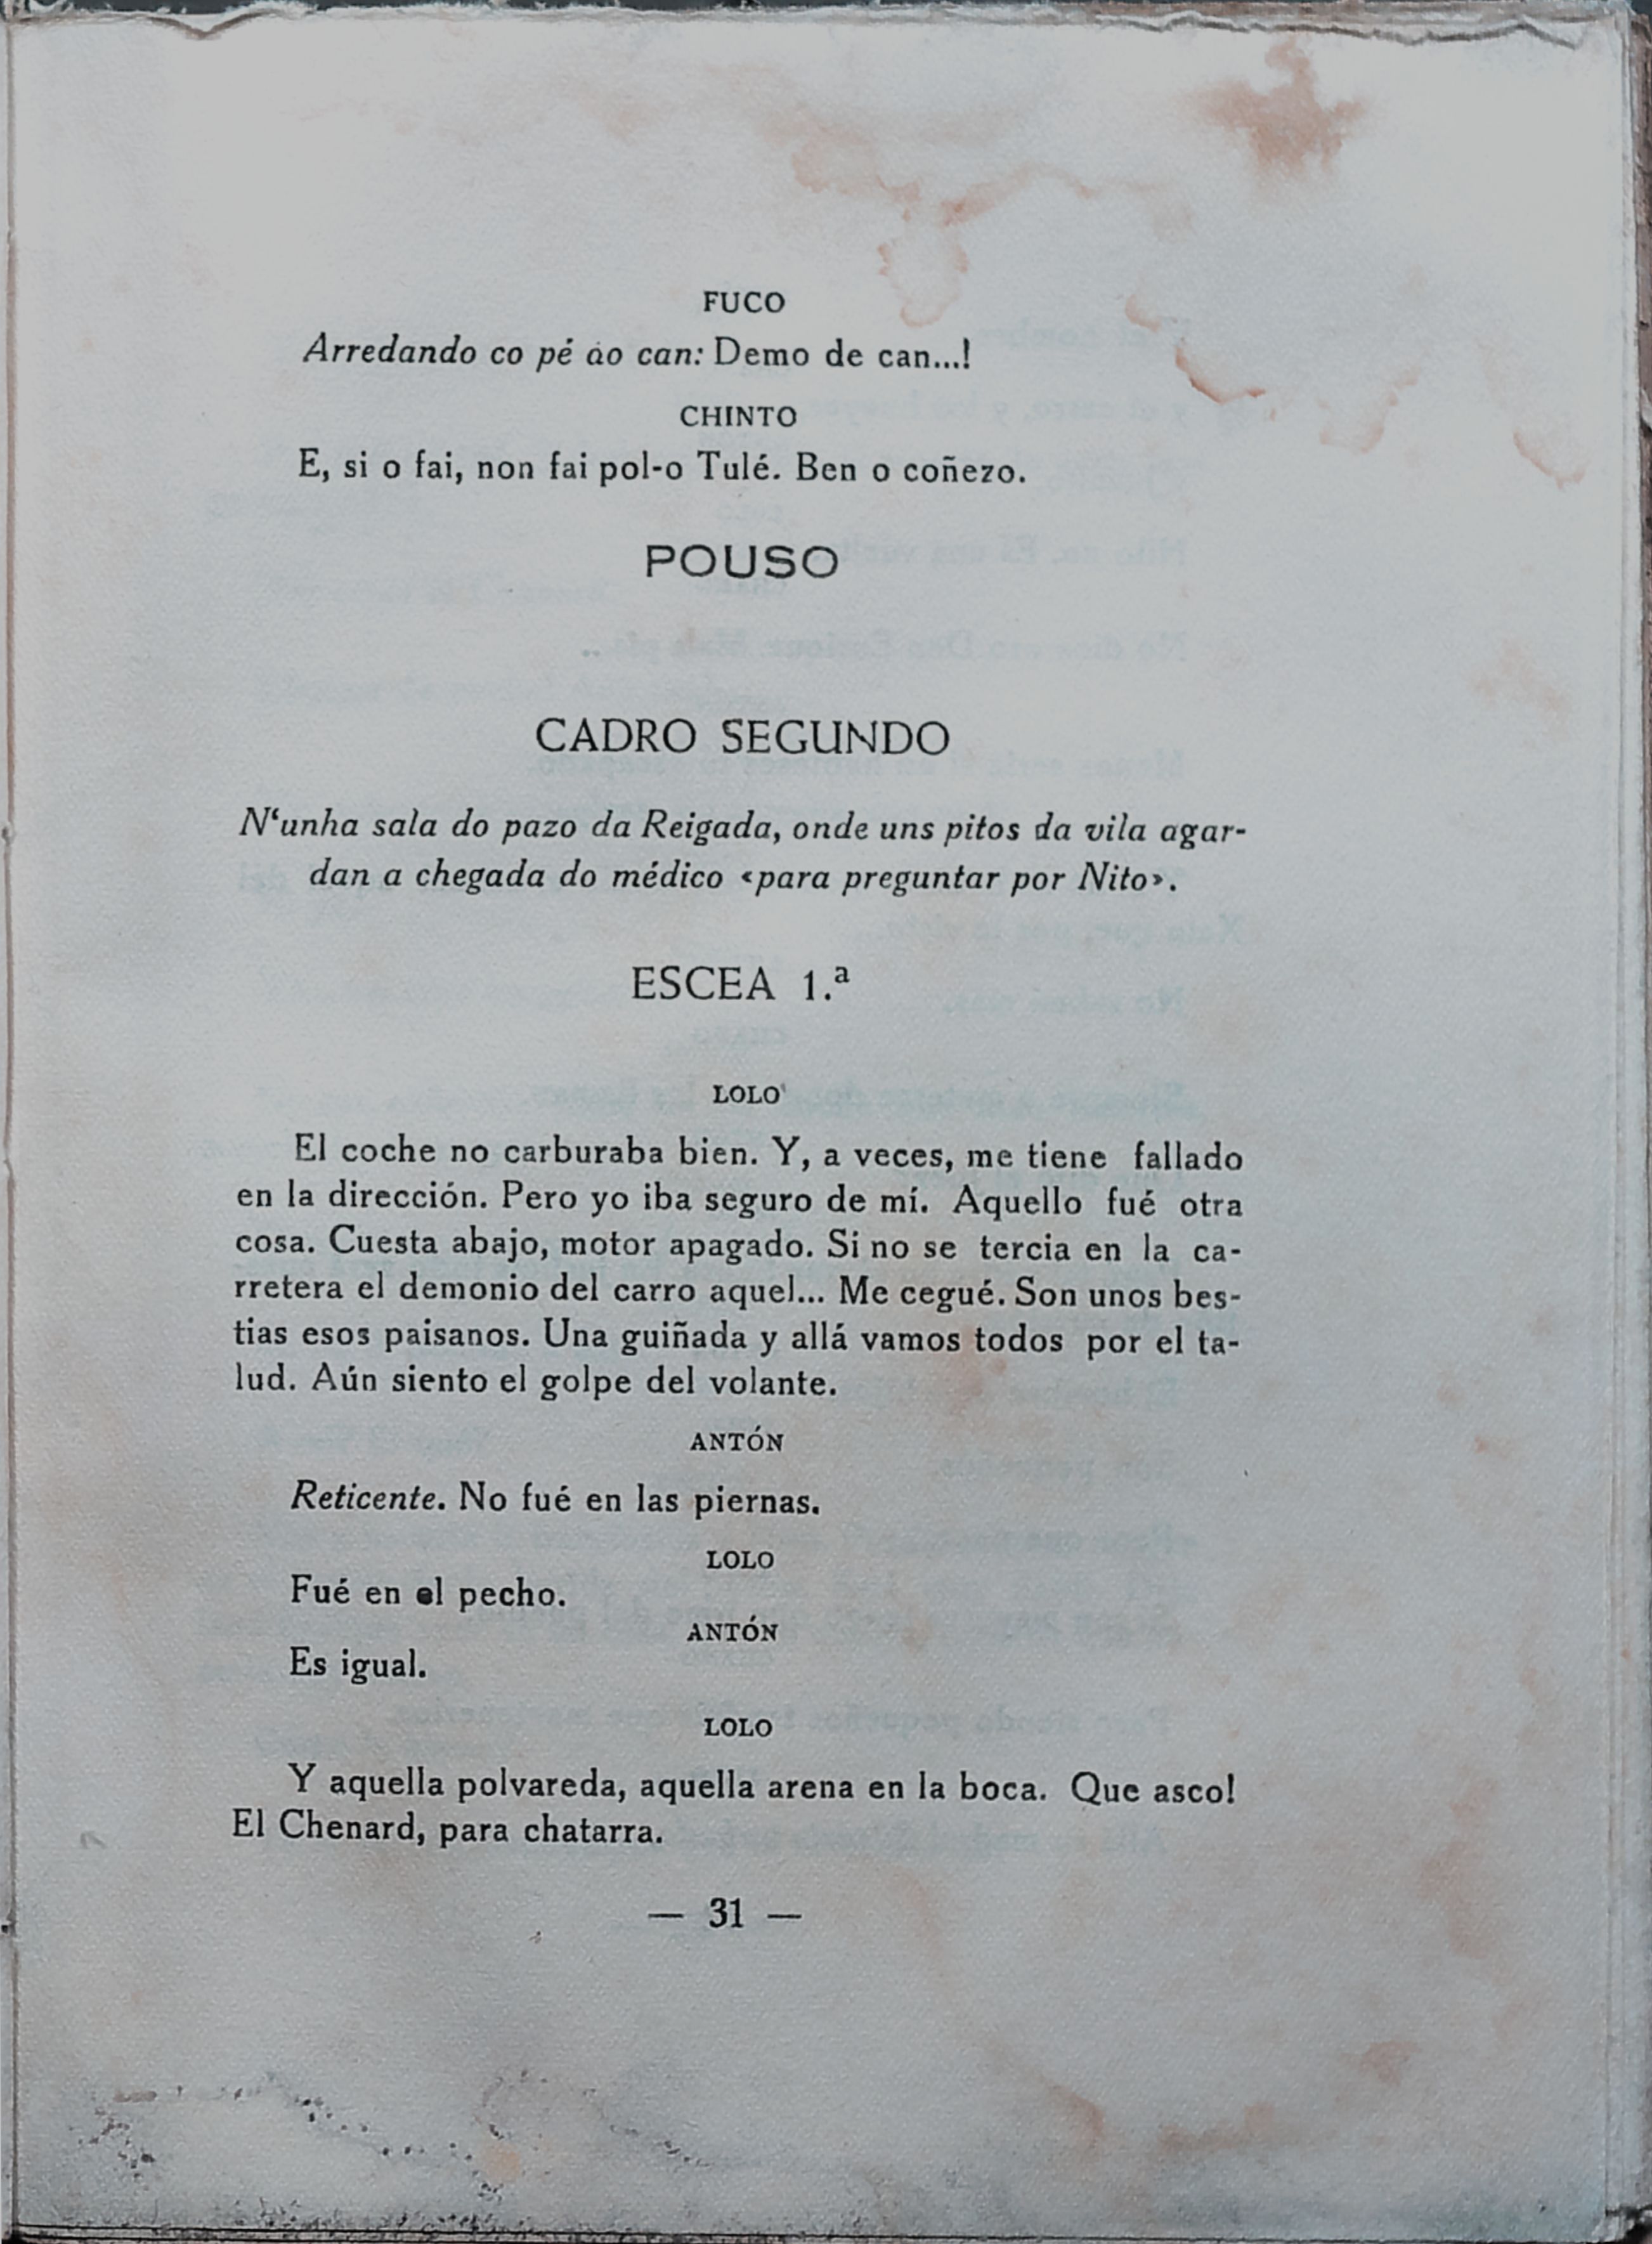 FUCO
Arredando co pé ao can: Demo de can...!
CHINTO
E, si o fai, non fai pol-o Tulé. Ben o coñezo.
POUSO
CADRO SEGUNDO
N‘unha sala do pazo da Reigada, onde uns pitos da vila agar-
dan a chegada do médico «para preguntar por Nito».
ESCEA 1.ª
LOLO
El coche no carburaba bien. Y, a veces, me tiene fallado
en la dirección. Pero yo iba seguro de mí. Aquello fué otra
cosa. Cuesta abajo, motor apagado. Si no se tercia en la ca-
rretera el demonio del carro aquel... Me cegué. Son unos bes-
tias esos paisanos. Una guiñada y allá vamos todos por el ta-
lud. Aún siento el golpe del volante.
ANTÓN
Reticente. No fué en las piernas.
LOLO
Fué en el pecho.
ANTÓN
Es igual.
LOLO
Y aquella polvareda, aquella arena en la boca. Que asco!
El Chenard, para chatarra.
— 31 —